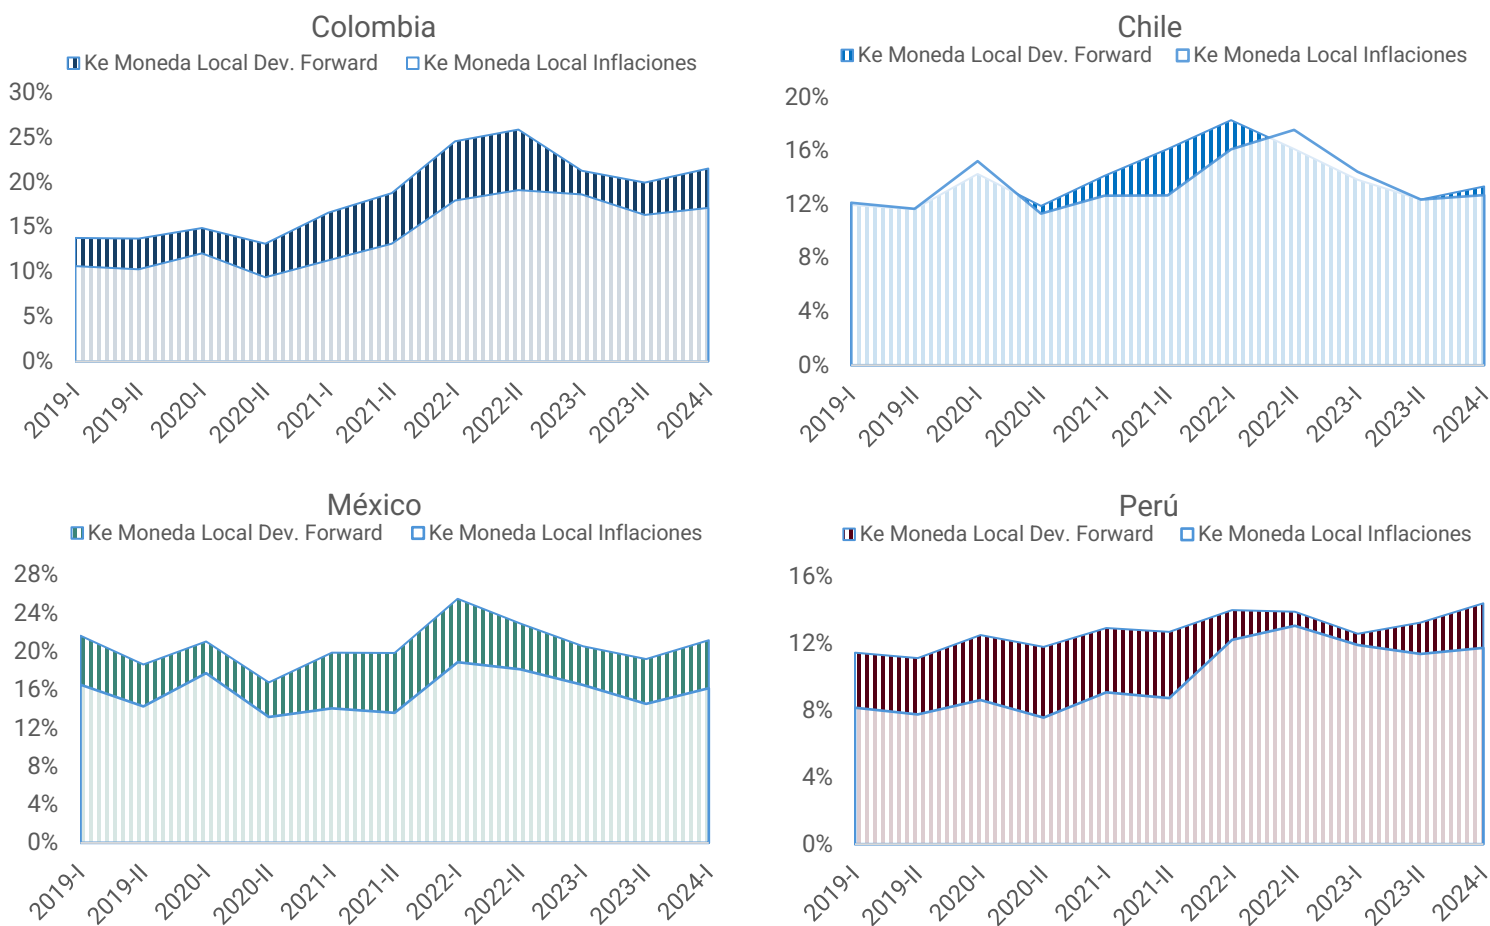 Colombia
Ke Moneda Local Dev. Forward Ke Moneda Local Inflaciones
30%
25%
20%
15%
10%
5%
0%
2019-I 2019-II 2020-I 2020-II 2021-I 2021-II 2022-I 2022-II 2023-I 2023-II 2024-I
Chile
Ke Moneda Local Dev. Forward Ke Moneda Local Inflaciones
20%
16%
12%
8%
4%
0%
2019-I 2019-II 2020-I 2020-II 2021-I 2021-II 2022-I 2022-II 2023-I 2023-II 2024-I
México
Ke Moneda Local Dev. Forward Ke Moneda Local Inflaciones
28%
24%
20%
16%
12%
8%
4%
0%
2019-I 2019-II 2020-I 2020-II 2021-I 2021-II 2022-I 2022-II 2023-I 2023-II 2024-I
Perú
Ke Moneda Local Dev. Forward Ke Moneda Local Inflaciones
16%
12%
8%
4%
0%
2019-I 2019-II 2020-I 2020-II 2021-I 2021-II 2022-I 2022-II 2023-I 2023-II 2024-I